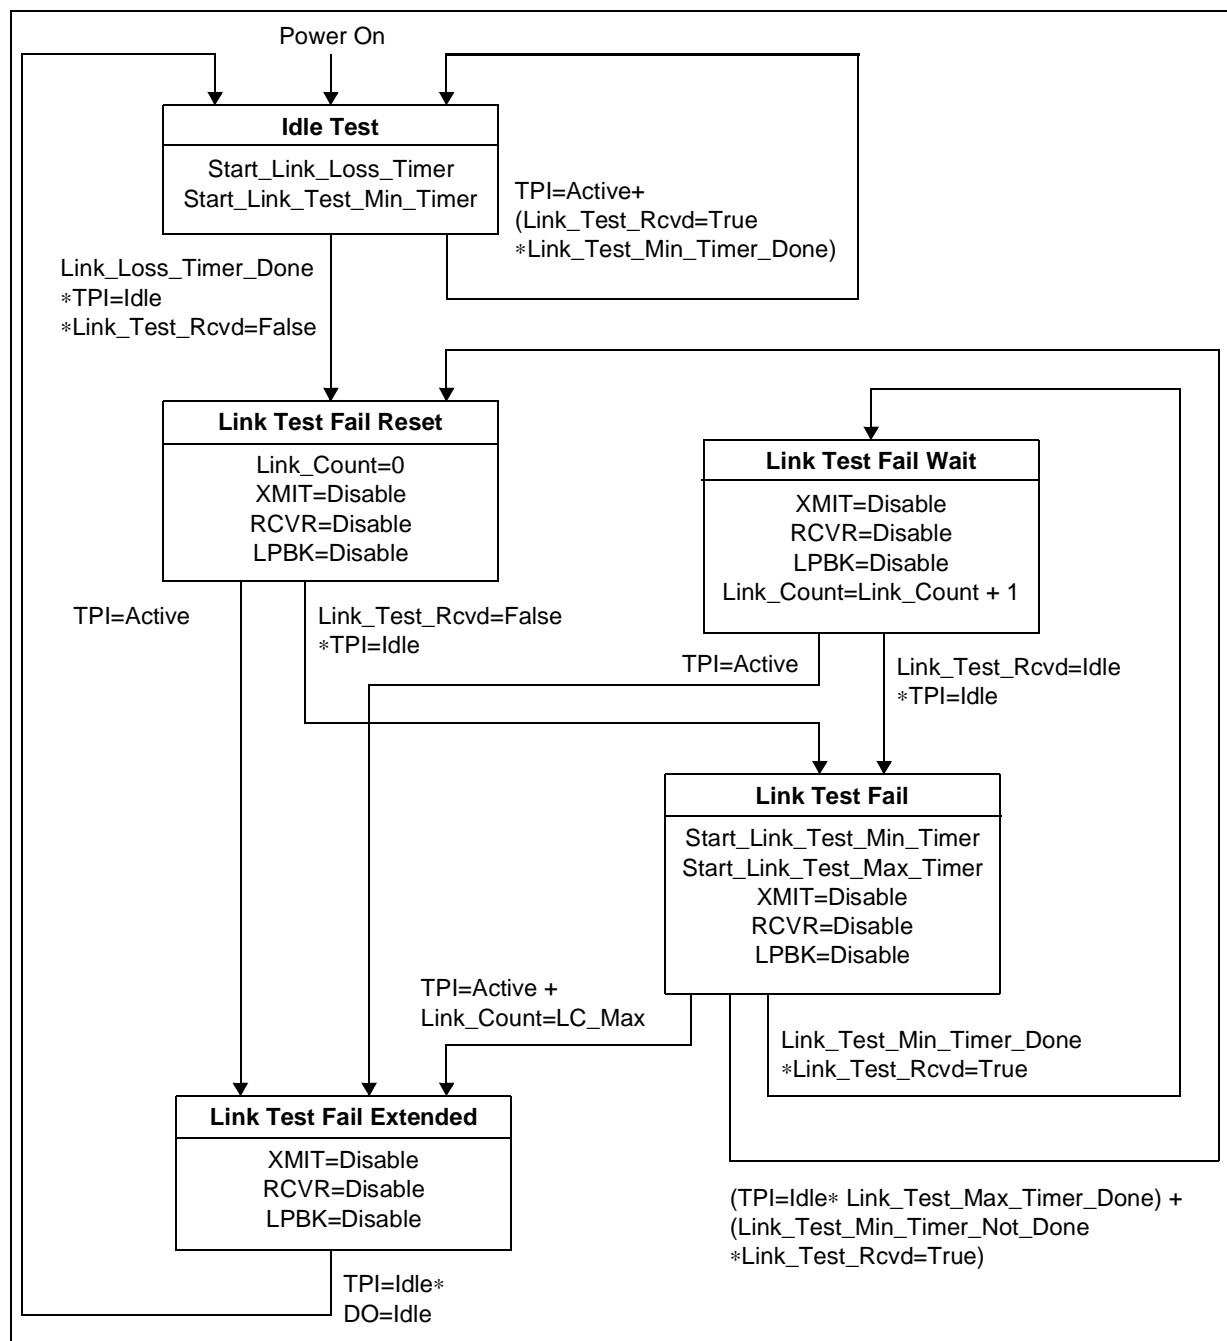 Power On
Idle Test
Start_Link_Loss_Timer
Start_Link_Test_Min_Timer
TPI=Active+
(Link_Test_Rcvd=True
*Link_Test_Min_Timer_Done)
Link_Loss_Timer_Done
*TPI=Idle
*Link_Test_Rcvd=False
Link Test Fail Reset
Link_Count=0
XMIT=Disable
RCVR=Disable
LPBK=Disable
Link Test Fail Wait
XMIT=Disable
RCVR=Disable
LPBK=Disable
Link_Count=Link_Count + 1
TPI=Active
Link_Test_Rcvd=False
*TPI=Idle
TPI=Active
Link_Test_Rcvd=Idle
*TPI=Idle
Link Test Fail
Start_Link_Test_Min_Timer
Start_Link_Test_Max_Timer
XMIT=Disable
RCVR=Disable
LPBK=Disable
TPI=Active +
Link_Count=LC_Max
Link_Test_Min_Timer_Done
*Link_Test_Rcvd=True
Link Test Fail Extended
XMIT=Disable
RCVR=Disable
LPBK=Disable
(TPI=Idle* Link_Test_Max_Timer_Done) +
(Link_Test_Min_Timer_Not_Done
*Link_Test_Rcvd=True)
TPI=Idle*
DO=Idle